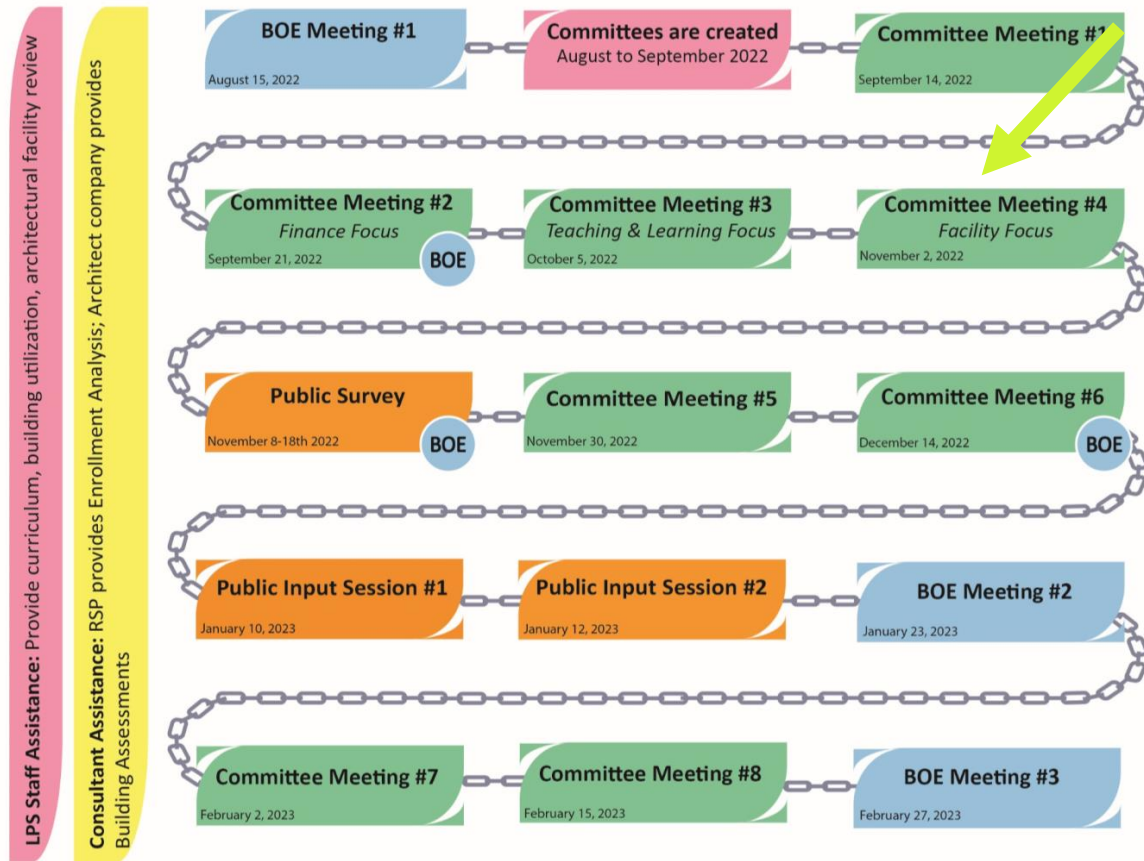 LPS Staff Assistance: Provide curriculum, building utilization, architectural facility review
Consultant Assistance: RSP provides Enrollment Analysis; Architect company provides
Building Assessments
BOE Meeting #1
August 15, 2022
Committees are created
August to September 2022
Committee Meeting #1
September 14, 2022
Committee Meeting #2
Finance Focus
September 21, 2022
BOE
Committee Meeting #3
Teaching & Learning Focus
October 5, 2022
Committee Meeting #4
Facility Focus
November 2, 2022
Public Survey
November 8-18th 2022
BOE
Committee Meeting #5
November 30, 2022
Committee Meeting #6
December 14, 2022
BOE
Public Input Session #1
January 10, 2023
Public Input Session #2
January 12, 2023
BOE Meeting #2
January 23, 2023
Committee Meeting #7
February 2, 2023
Committee Meeting #8
February 15, 2023
BOE Meeting #3
February 27, 2023